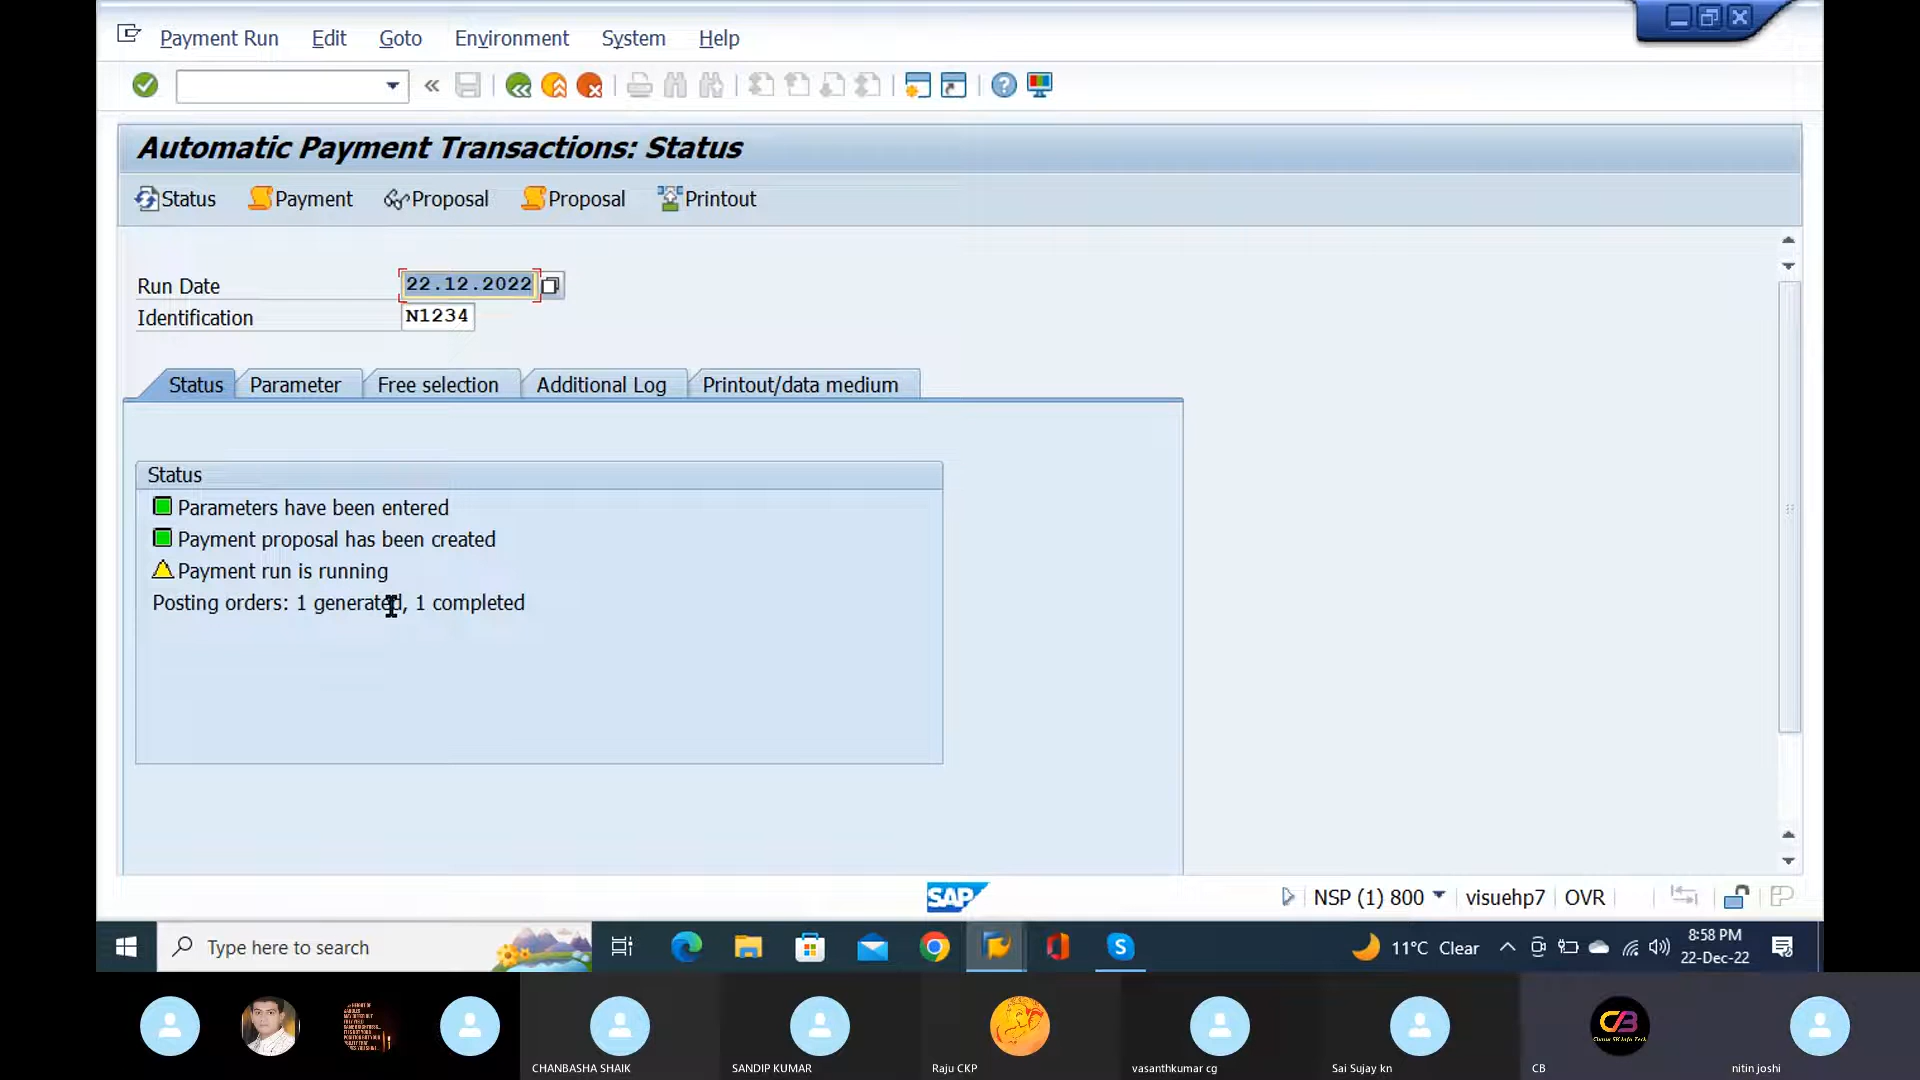 Payment Run Edit Goto Environment System Help
Automatic Payment Transactions: Status
Status Payment Proposal Proposal Printout
Run Date 22.12.2022
Identification N1234
Status Parameter Free selection Additional Log Printout/data medium
Status
Parameters have been entered
Payment proposal has been created
Payment run is running
Posting orders: 1 generated, 1 completed
SAP NSP (1) 800 visuehp7 OVR
Type here to search
11°C Clear
8:58 PM
22-Dec-22
CHANBASHA SHAIK SANDIP KUMAR Raju CKP vasanthkumar cg Sai Sujay kn CB nitin joshi